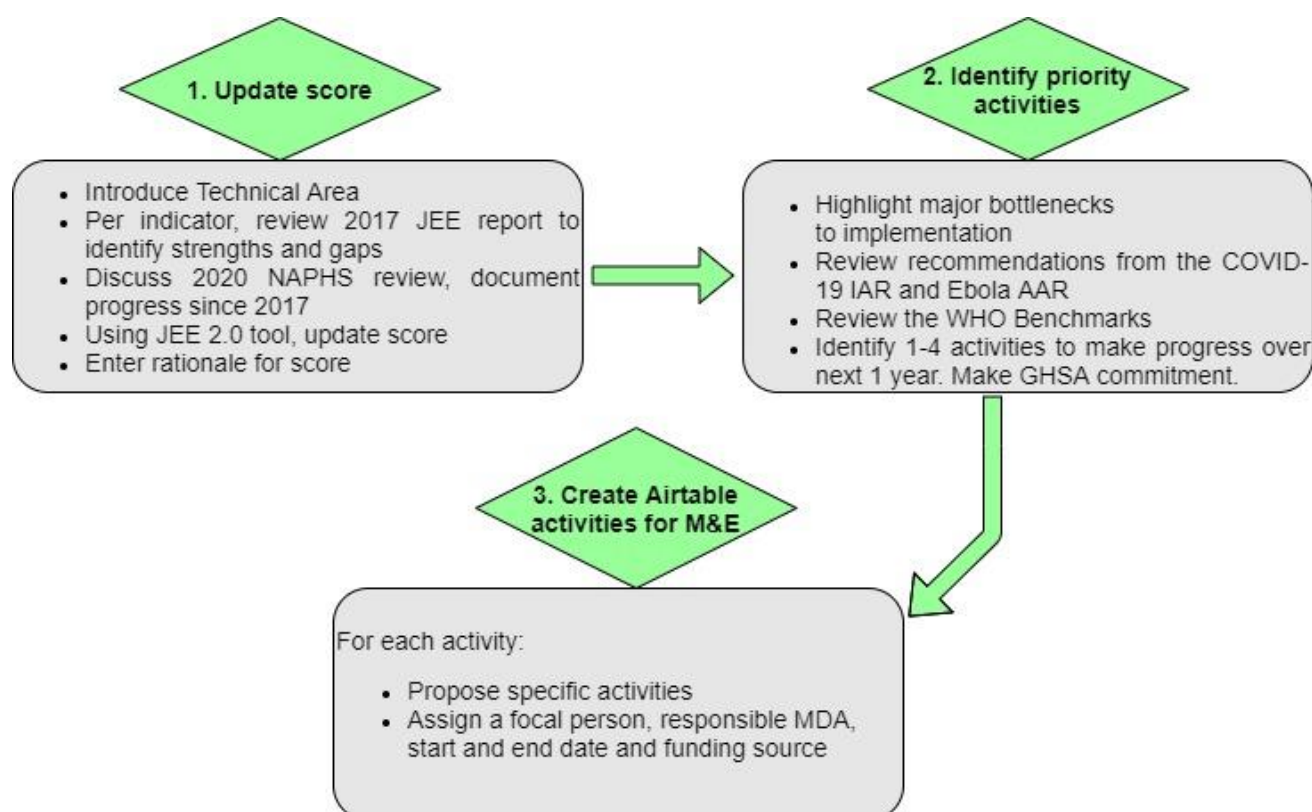 1. Update score
• Introduce Technical Area
• Per indicator, review 2017 JEE report to
identify strengths and gaps
• Discuss 2020 NAPHS review, document
progress since 2017
• Using JEE 2.0 tool, update score
• Enter rationale for score
2. Identify priority
activities
• Highlight major bottlenecks
to implementation
• Review recommendations from the COVID-
19 IAR and Ebola AAR
• Review the WHO Benchmarks
• Identify 1-4 activities to make progress over
next 1 year. Make GHSA commitment.
3. Create Airtable
activities for M&E
For each activity:
• Propose specific activities
• Assign a focal person, responsible MDA,
start and end date and funding source